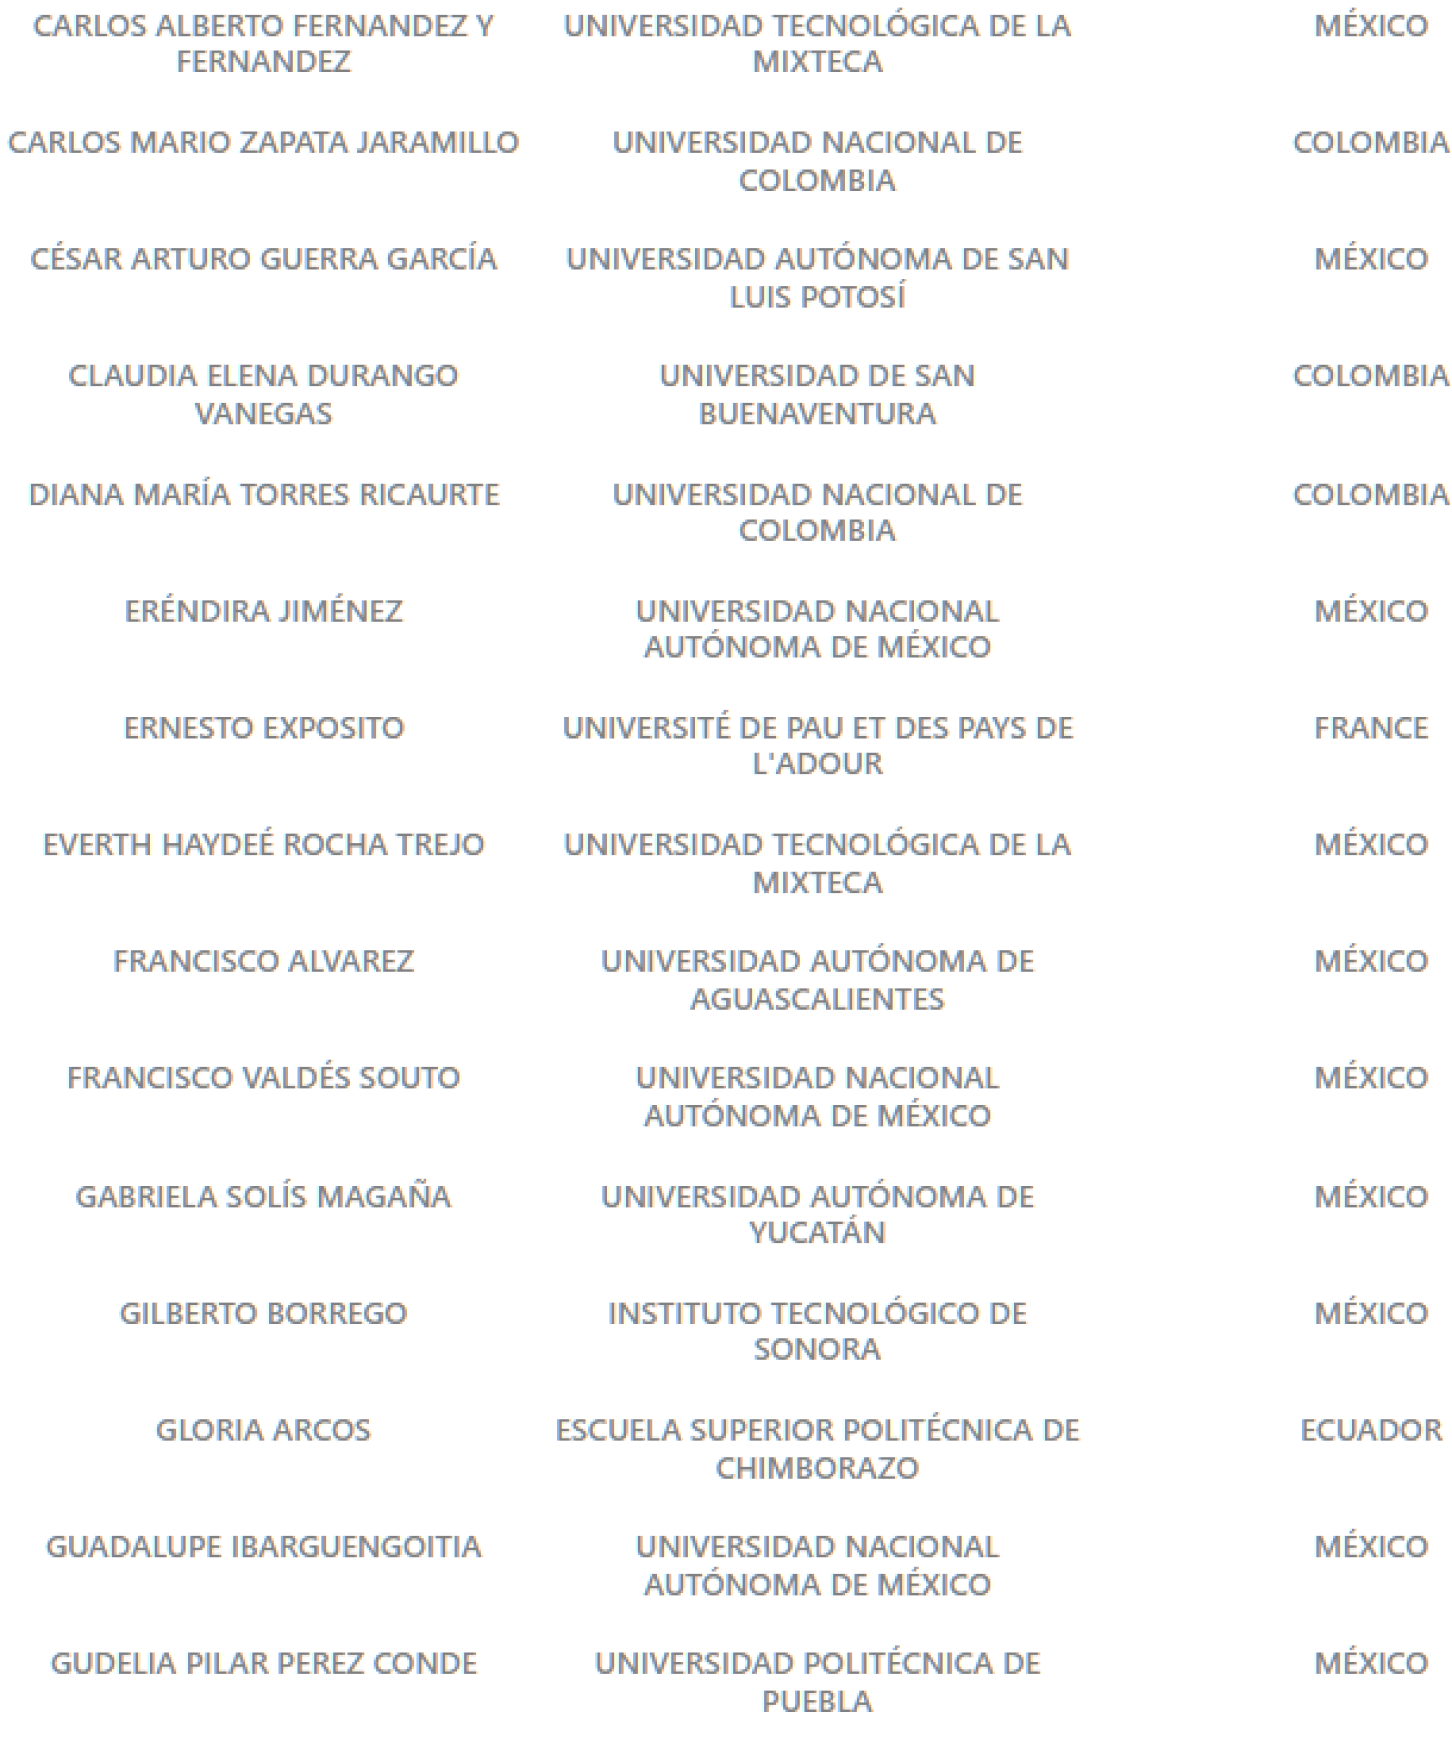 CARLOS ALBERTO FERNANDEZ Y UNIVERSIDAD TECNOLÓGICA DE LA MÉXICO
FERNANDEZ MIXTECA
CARLOS MARIO ZAPATA JARAMILLO UNIVERSIDAD NACIONAL DE COLOMBIA
COLOMBIA
CÉSAR ARTURO GUERRA GARCÍA UNIVERSIDAD AUTÓNOMA DE SAN MÉXICO
LUIS POTOSÍ
CLAUDIA ELENA DURANGO UNIVERSIDAD DE SAN COLOMBIA
VANEGAS BUENAVENTURA
DIANA MARÍA TORRES RICAURTE UNIVERSIDAD NACIONAL DE COLOMBIA
COLOMBIA
ERÉNDIRA JIMÉNEZ UNIVERSIDAD NACIONAL MÉXICO
AUTÓNOMA DE MÉXICO
ERNESTO EXPOSITO UNIVERSITÉ DE PAU ET DES PAYS DE FRANCE
L'ADOUR
EVERTH HAYDEÉ ROCHA TREJO UNIVERSIDAD TECNOLÓGICA DE LA MÉXICO
MIXTECA
FRANCISCO ALVAREZ UNIVERSIDAD AUTÓNOMA DE MÉXICO
AGUASCALIENTES
FRANCISCO VALDÉS SOUTO UNIVERSIDAD NACIONAL MÉXICO
AUTÓNOMA DE MÉXICO
GABRIELA SOLÍS MAGAÑA UNIVERSIDAD AUTÓNOMA DE MÉXICO
YUCATÁN
GILBERTO BORREGO INSTITUTO TECNOLÓGICO DE MÉXICO
SONORA
GLORIA ARCOS ESCUELA SUPERIOR POLITÉCNICA DE ECUADOR
CHIMBORAZO
GUADALUPE IBARGUENGOITIA UNIVERSIDAD NACIONAL MÉXICO
AUTÓNOMA DE MÉXICO
GUDELIA PILAR PEREZ CONDE UNIVERSIDAD POLITÉCNICA DE MÉXICO
PUEBLA